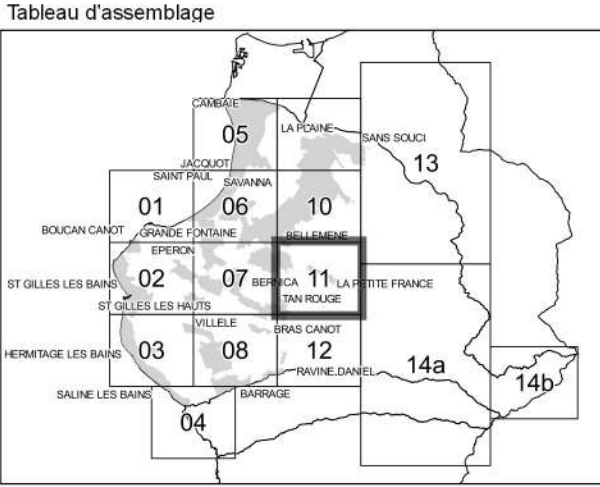 Tableau d'assemblage
CAMBAIE
05
LA PLAINE
SANS SOUCI
13
JACQUOT
SAINT PAUL
SAVANNA
01
06
10
BOUCAN CANOT
GRANDE FONTAINE
BELLEMENE
EPERON
02
07
11
ST GILLES LES BAINS
BERNICA
LA PETITE FRANCE
TAN ROUGE
ST GILLES LES HAUTS
VILLELE
BRAS CANOT
HERMITAGE LES BAINS
03
08
12
RAVINE.DANIEL
14a
14b
SALINE LES BAINS
BARRAGE
04